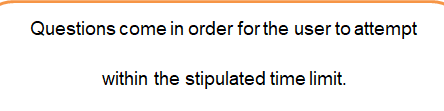 Questions come in order for the user to attempt
within the stipulated time limit.